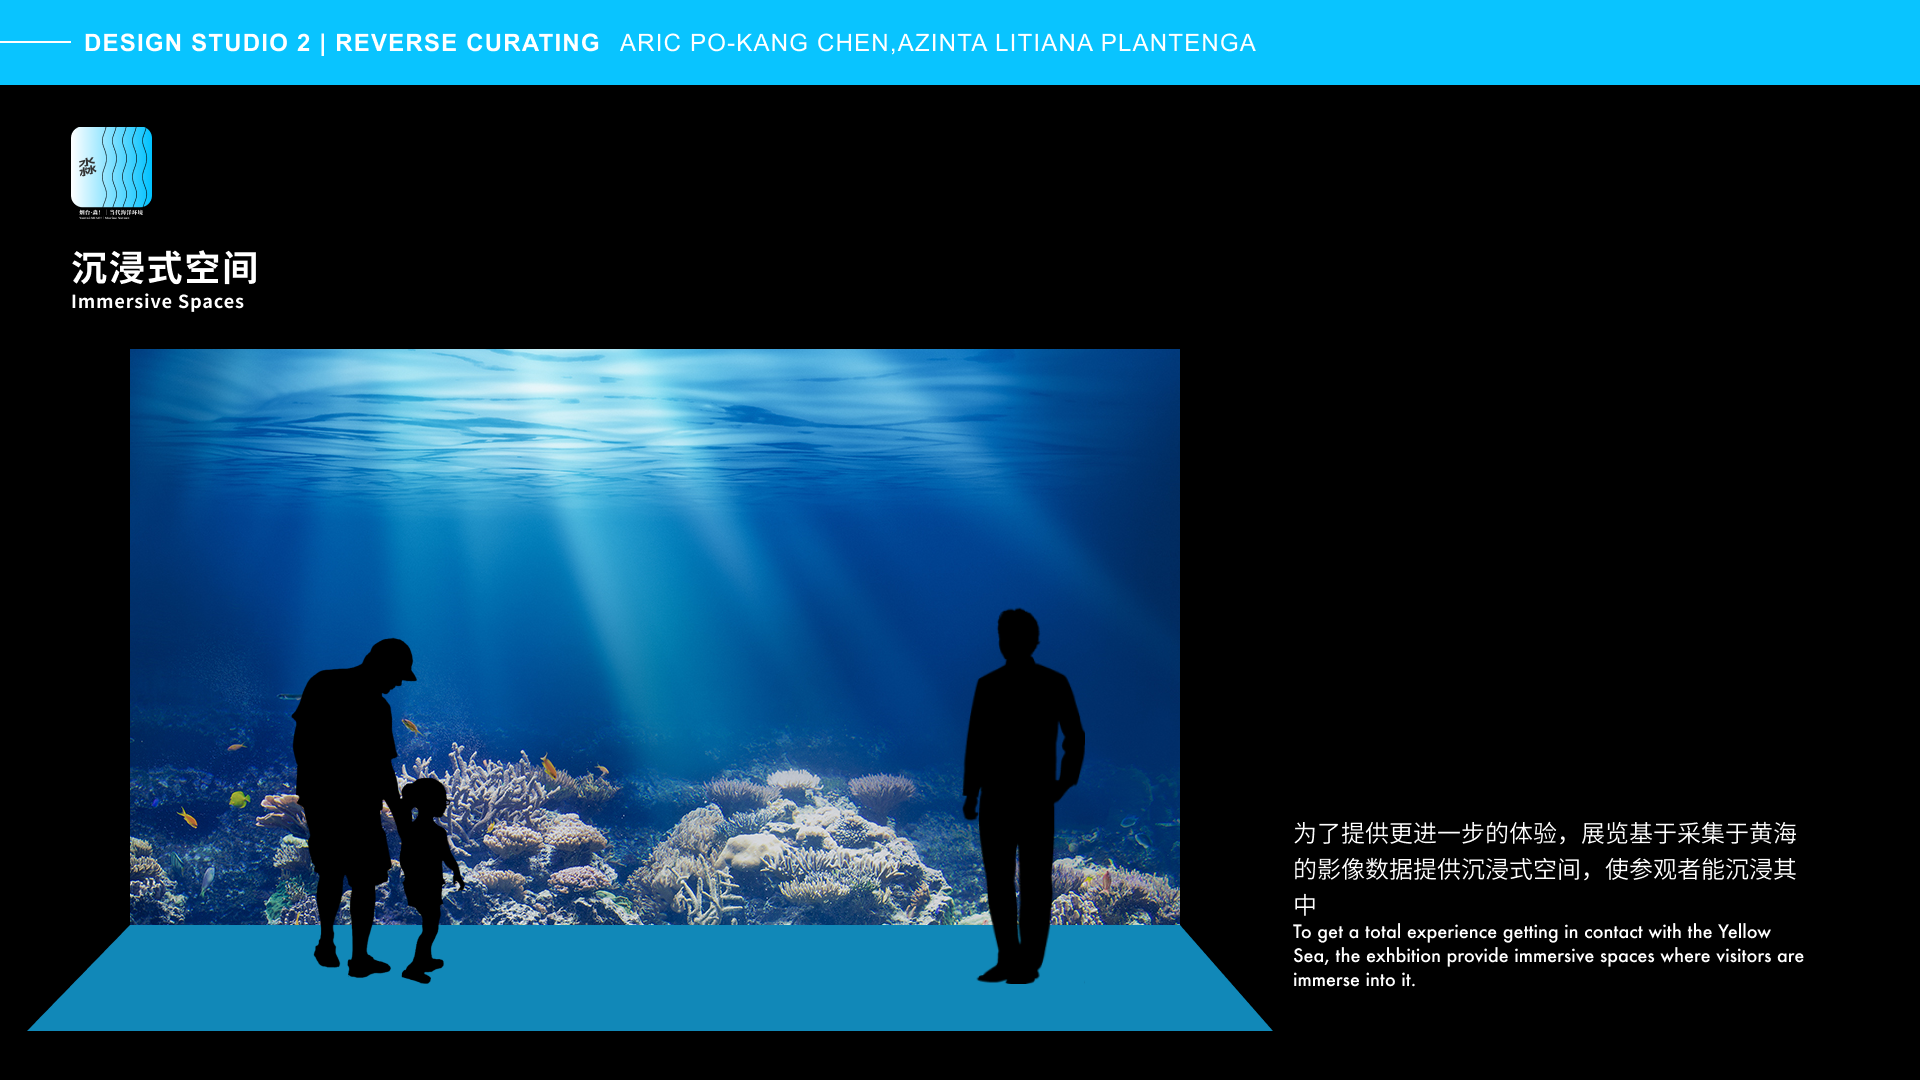 DESIGN STUDIO 2 | REVERSE CURATING ARIC PO-KANG CHEN,AZINTA LITIANA PLANTENGA
淼
沉浸式空间
Immersive Spaces
为了提供更进一步的体验，展览基于采集于黄海
的影像数据提供沉浸式空间，使参观者能沉浸其
中
To get a total experience getting in contact with the Yellow
Sea, the exhbition provide immersive spaces where visitors are
immerse into it.